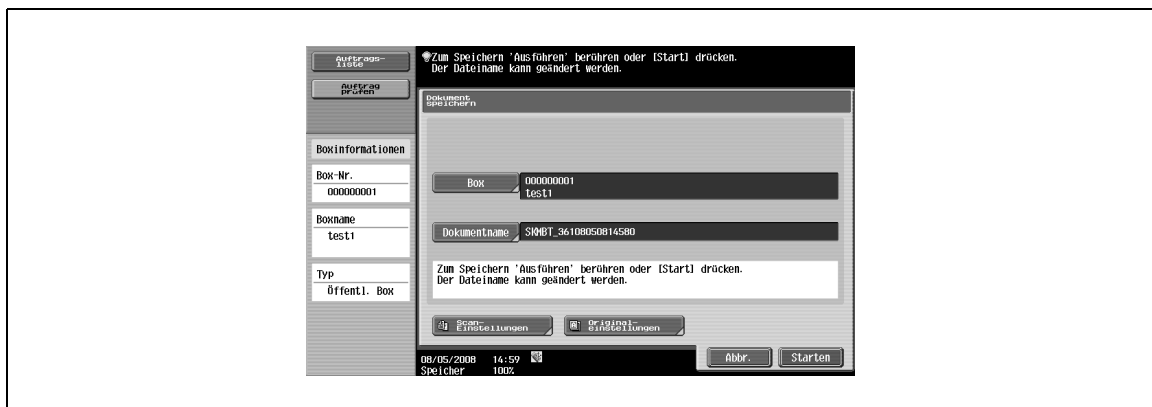 Auftrags-
liste
Auftrag
prüfen
Zum Speichern 'Ausführen' berühren oder [Start] drücken.
Der Dateiname kann geändert werden.
Dokument
speichern
Boxinformationen
Box-Nr.
000000001
Boxname
test1
Typ
Öffentl. Box
Box
000000001
test1
Dokumentname
SKMBT_36108050814580
Zum Speichern 'Ausführen' berühren oder [Start] drücken.
Der Dateiname kann geändert werden.
Scan-
Einstellungen
Original-
einstellungen
08/05/2008 14:59
Speicher 100%
Abbr.
Starten